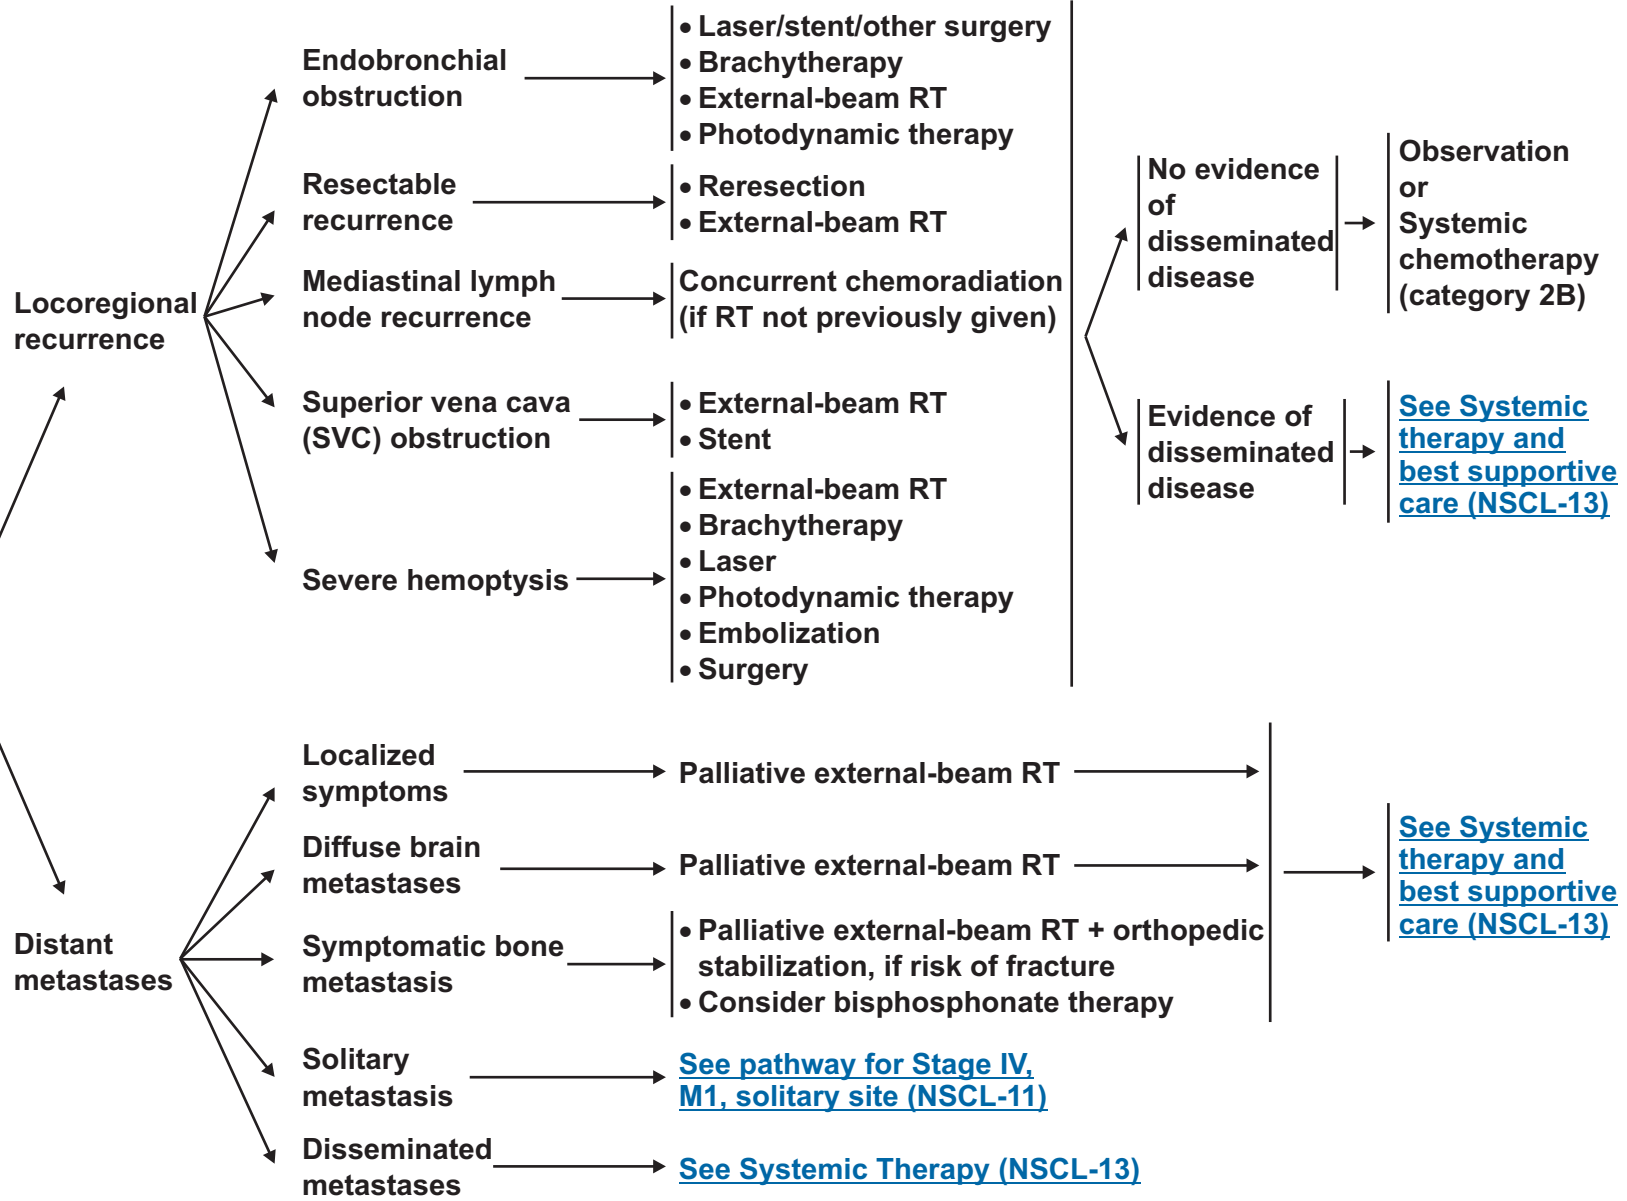 Locoregional
recurrence
Endobronchial
obstruction
• Laser/stent/other surgery
• Brachytherapy
• External-beam RT
• Photodynamic therapy
Resectable
recurrence
• Reresection
• External-beam RT
Mediastinal lymph
node recurrence
Concurrent chemoradiation
(if RT not previously given)
Superior vena cava
(SVC) obstruction
• External-beam RT
• Stent
Severe hemoptysis
• External-beam RT
• Brachytherapy
• Laser
• Photodynamic therapy
• Embolization
• Surgery
No evidence
of
disseminated
disease
Observation
or
Systemic
chemotherapy
(category 2B)
Evidence of
disseminated
disease
See Systemic
therapy and
best supportive
care (NSCL-13)
Distant
metastases
Localized
symptoms
Palliative external-beam RT
Diffuse brain
metastases
Palliative external-beam RT
Symptomatic bone
metastasis
• Palliative external-beam RT + orthopedic
stabilization, if risk of fracture
• Consider bisphosphonate therapy
See Systemic
therapy and
best supportive
care (NSCL-13)
Solitary
metastasis
See pathway for Stage IV,
M1, solitary site (NSCL-11)
Disseminated
metastases
See Systemic Therapy (NSCL-13)